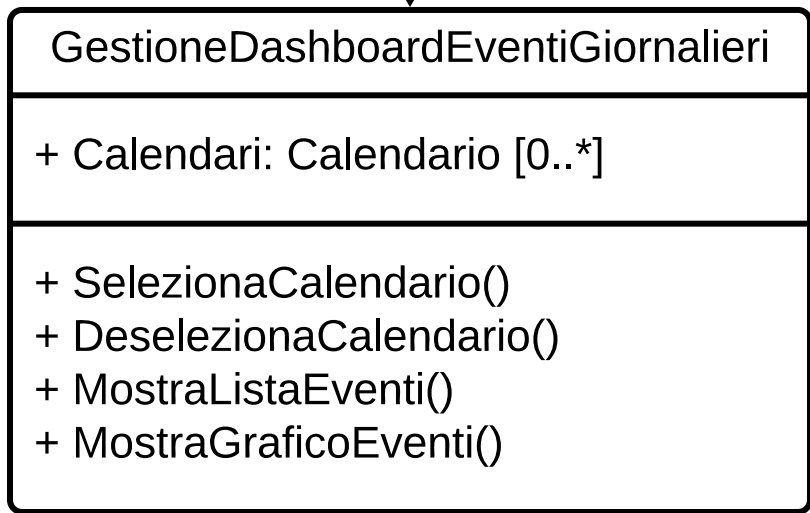 GestioneDashboardEventiGiornalieri
+ Calendari: Calendario [0..*]
+ SelezionaCalendario()
+ DeselezionaCalendario()
+ MostraListaEventi()
+ MostraGraficoEventi()